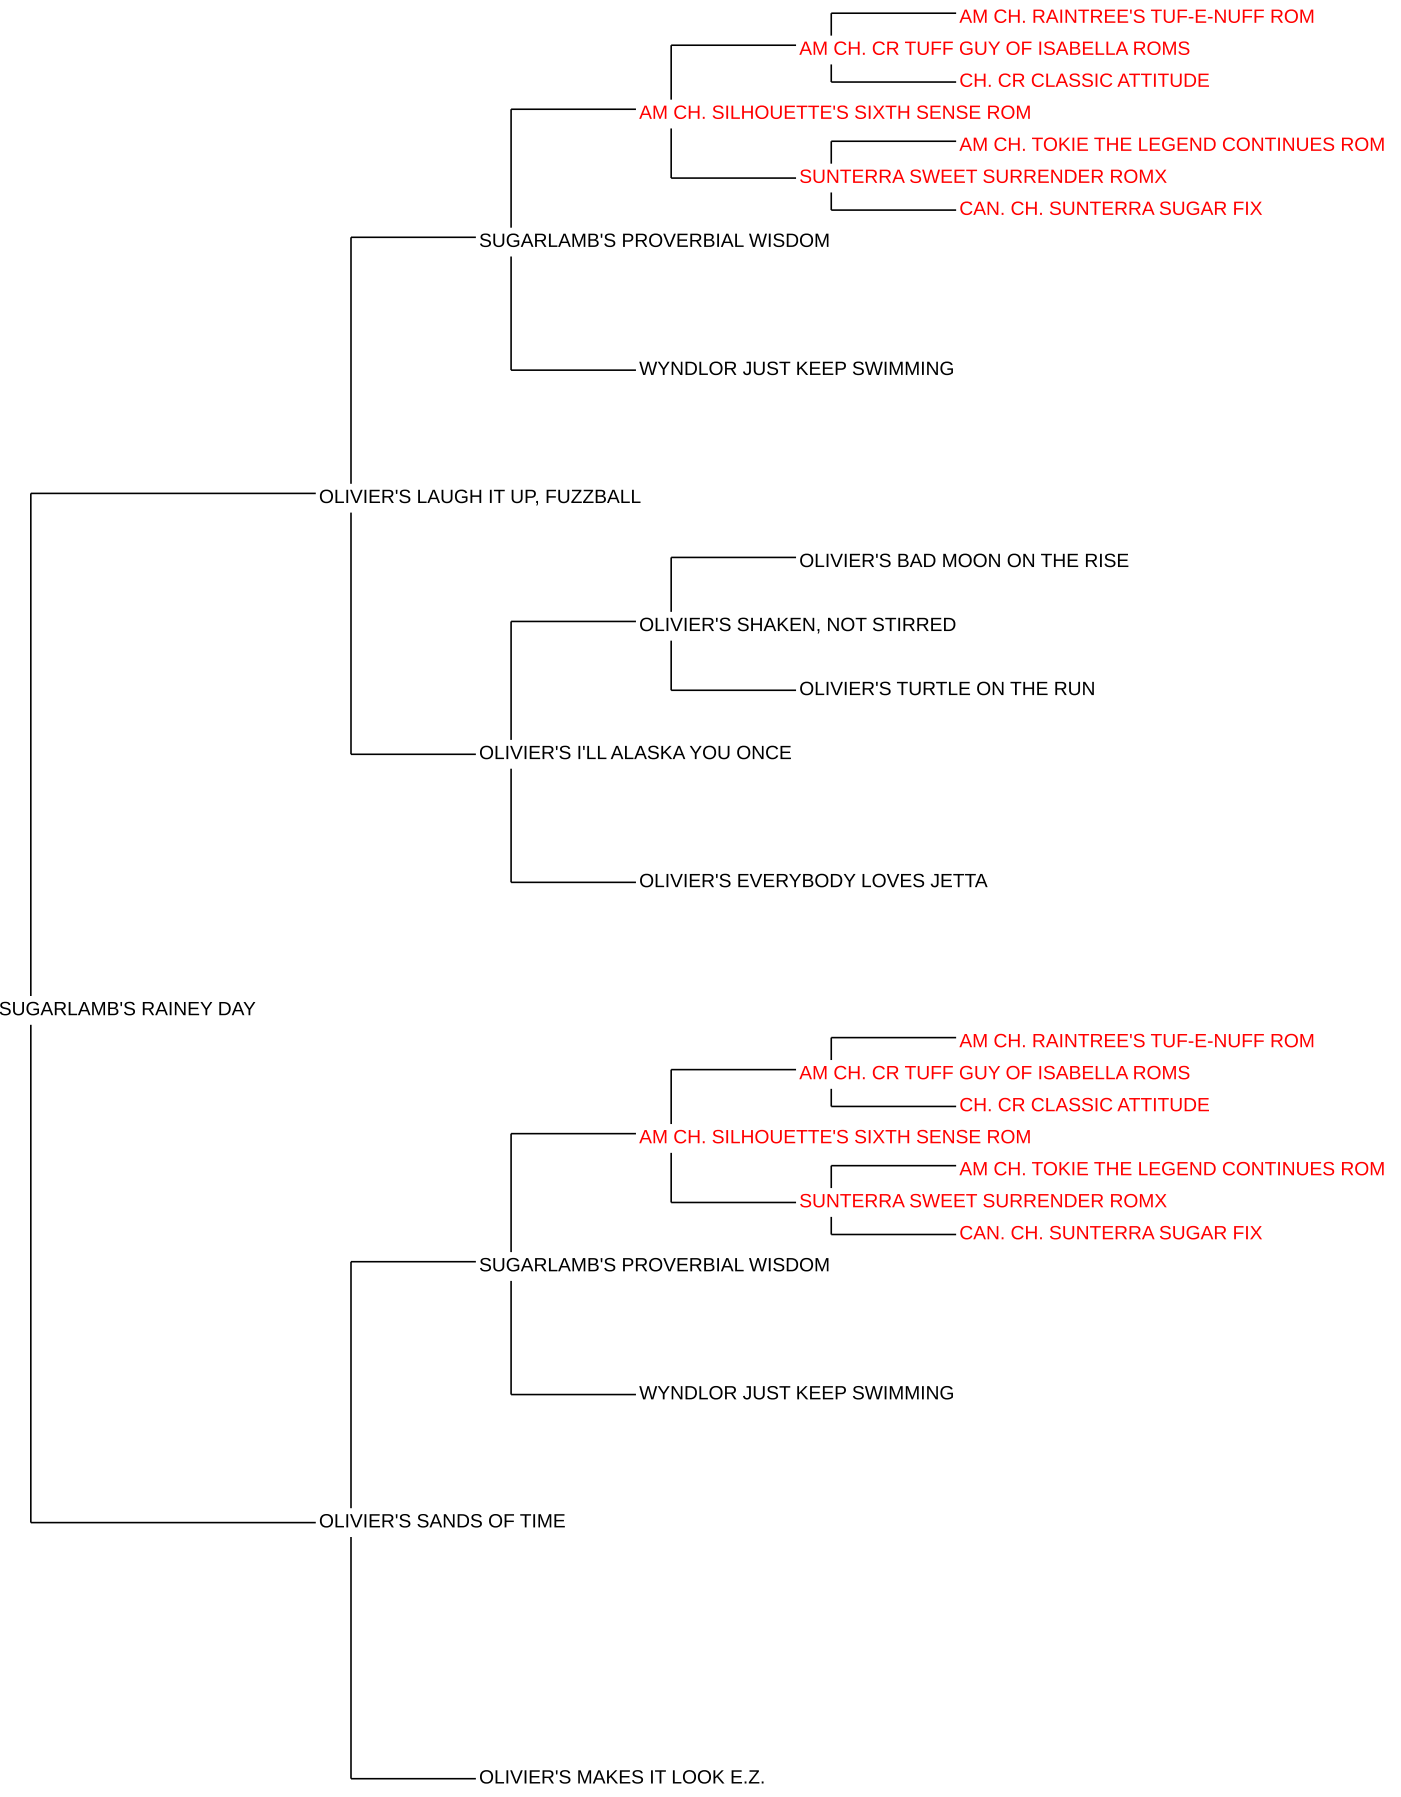 AM CH. RAINTREE'S TUF-E-NUFF ROM
AM CH. CR TUFF GUY OF ISABELLA ROMS
CH. CR CLASSIC ATTITUDE
AM CH. SILHOUETTE'S SIXTH SENSE ROM
AM CH. TOKIE THE LEGEND CONTINUES ROM
SUNTERRA SWEET SURRENDER ROMX
CAN. CH. SUNTERRA SUGAR FIX
SUGARLAMB'S PROVERBIAL WISDOM
WYNDLOR JUST KEEP SWIMMING
OLIVIER'S LAUGH IT UP, FUZZBALL
OLIVIER'S BAD MOON ON THE RISE
OLIVIER'S SHAKEN, NOT STIRRED
OLIVIER'S TURTLE ON THE RUN
OLIVIER'S I'LL ALASKA YOU ONCE
OLIVIER'S EVERYBODY LOVES JETTA
SUGARLAMB'S RAINEY DAY
AM CH. RAINTREE'S TUF-E-NUFF ROM
AM CH. CR TUFF GUY OF ISABELLA ROMS
CH. CR CLASSIC ATTITUDE
AM CH. SILHOUETTE'S SIXTH SENSE ROM
AM CH. TOKIE THE LEGEND CONTINUES ROM
SUNTERRA SWEET SURRENDER ROMX
CAN. CH. SUNTERRA SUGAR FIX
SUGARLAMB'S PROVERBIAL WISDOM
WYNDLOR JUST KEEP SWIMMING
OLIVIER'S SANDS OF TIME
OLIVIER'S MAKES IT LOOK E.Z.